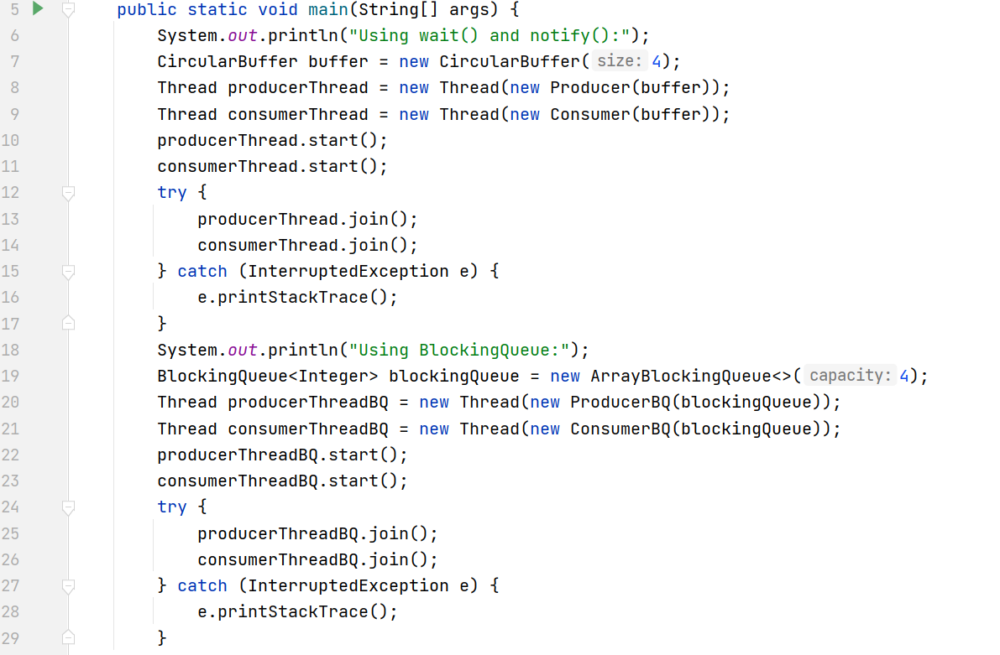 5 public static void main(String[] args) {
6 System.out.println("Using wait() and notify():");
7 CircularBuffer buffer = new CircularBuffer( size: 4);
8 Thread producerThread = new Thread(new Producer(buffer));
9 Thread consumerThread = new Thread(new Consumer(buffer));
10 producerThread.start();
11 consumerThread.start();
12 try {
13 producerThread.join();
14 consumerThread.join();
15 } catch (InterruptedException e) {
16 e.printStackTrace();
17 }
18 System.out.println("Using BlockingQueue:");
19 BlockingQueue<Integer> blockingQueue = new ArrayBlockingQueue<>( capacity: 4);
20 Thread producerThreadBQ = new Thread(new ProducerBQ(blockingQueue));
21 Thread consumerThreadBQ = new Thread(new ConsumerBQ(blockingQueue));
22 producerThreadBQ.start();
23 consumerThreadBQ.start();
24 try {
25 producerThreadBQ.join();
26 consumerThreadBQ.join();
27 } catch (InterruptedException e) {
28 e.printStackTrace();
29 }